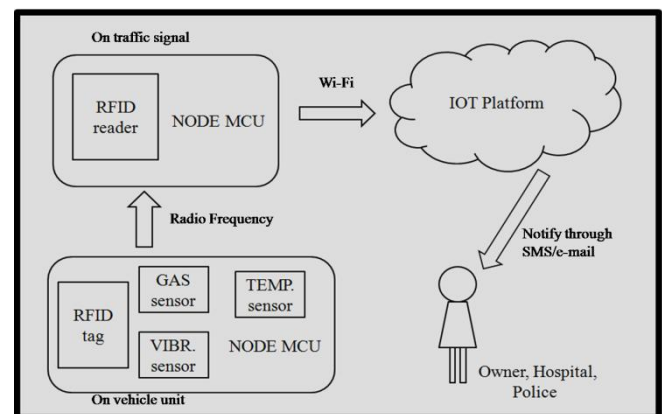 On traffic signal
RFID
reader
NODE MCU
Wi-Fi
IOT Platform
Radio Frequency
Notify through
SMS/e-mail
RFID
tag
GAS
sensor
TEMP.
sensor
VIBR.
sensor
NODE MCU
On vehicle unit
Owner, Hospital,
Police